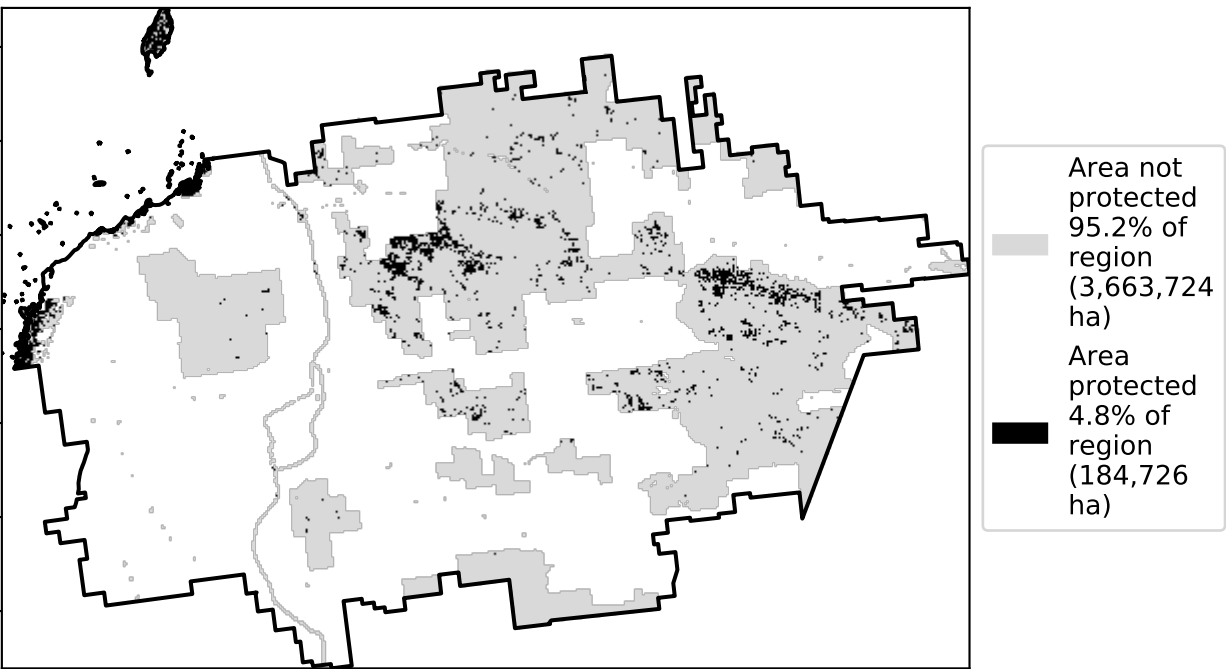 Area not
protected
95.2% of
region
(3,663,724
ha)
Area
protected
4.8% of
region
(184,726
ha)